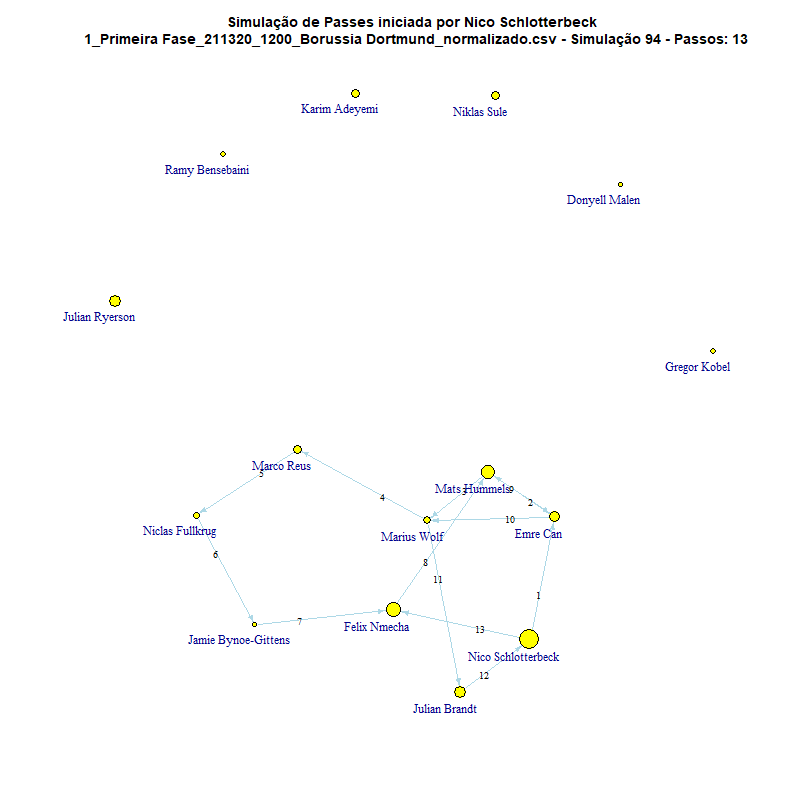 Simulação de Passes iniciada por Nico Schlotterbeck
1_Primeira Fase_211320_1200_Borussia Dortmund_normalizado.csv - Simulação 94 - Passos: 13
Karim Adeyemi
Niklas Sule
Ramy Bensebaini
Donyell Malen
Julian Ryerson
Gregor Kobel
Marco Reus
5
Mats Hummels
3
9
2
4
10
Niclas Fullkrug
Marius Wolf
Emre Can
6
8
11
1
7
Felix Nmecha
13
Jamie Bynoe-Gittens
Nico Schlotterbeck
12
Julian Brandt